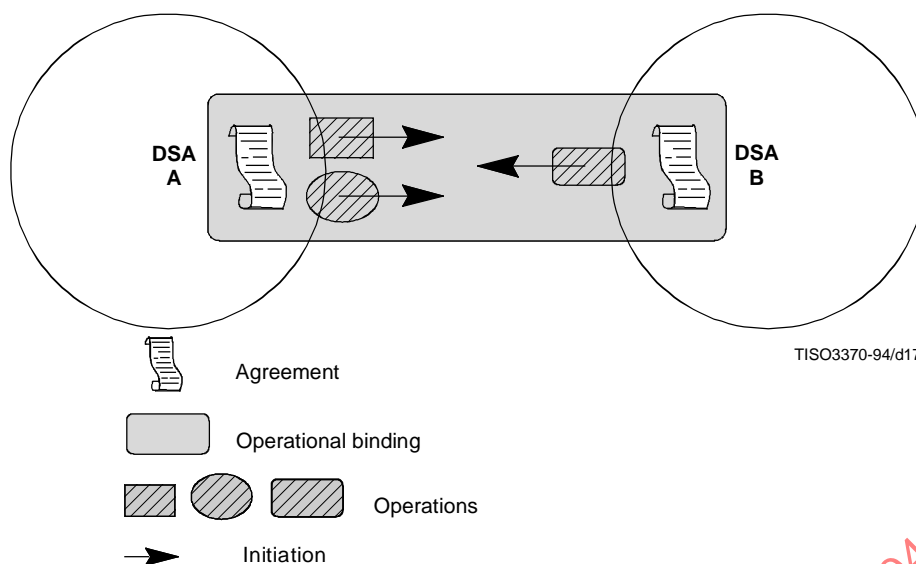 DSA
A
DSA
B
TISO3370-94/d17
Agreement
Operational binding
Operations
Initiation